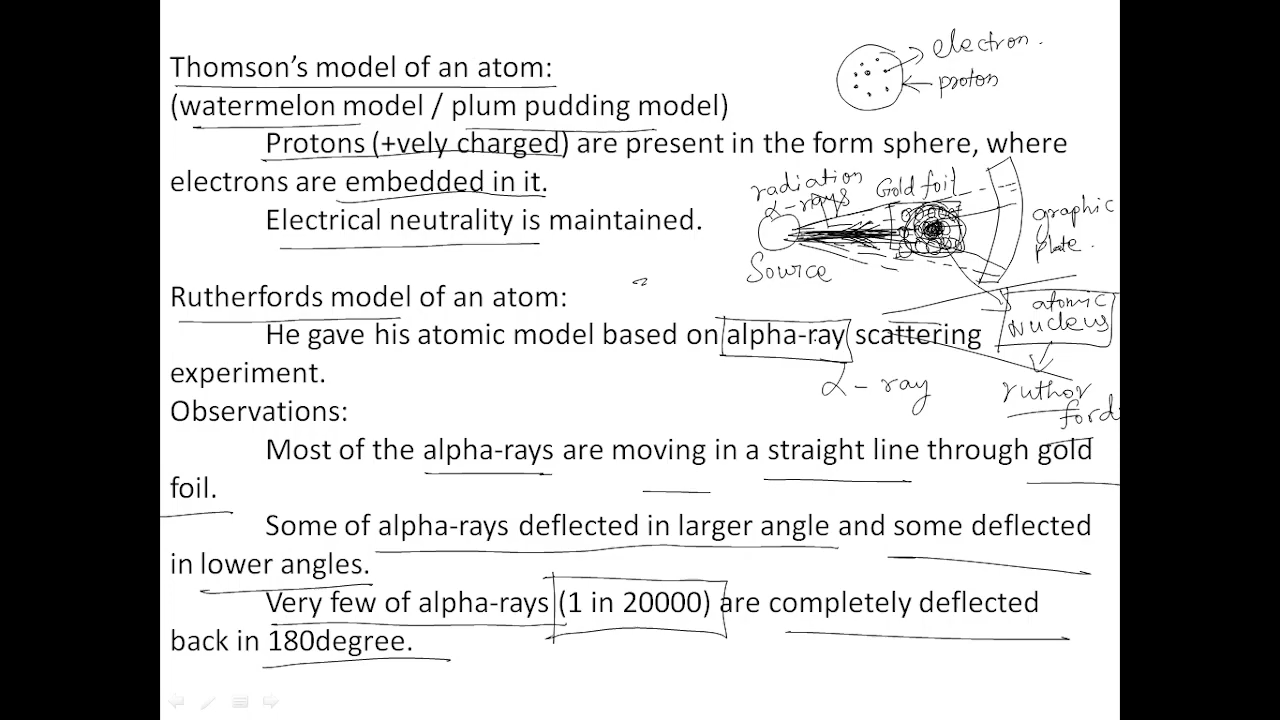 Thomson’s model of an atom:
(watermelon model / plum pudding model)
Protons (+vely charged) are present in the form sphere, where
electrons are embedded in it.
Electrical neutrality is maintained.
electron.
proton
radiation
α-rays
Gold foil
graphic
plate.
Source
atomic
Nucleus
ruthor
ford
Rutherfords model of an atom:
He gave his atomic model based on alpha-ray scattering
experiment.
α - ray
Observations:
Most of the alpha-rays are moving in a straight line through gold
foil.
Some of alpha-rays deflected in larger angle and some deflected
in lower angles.
Very few of alpha-rays (1 in 20000) are completely deflected
back in 180degree.